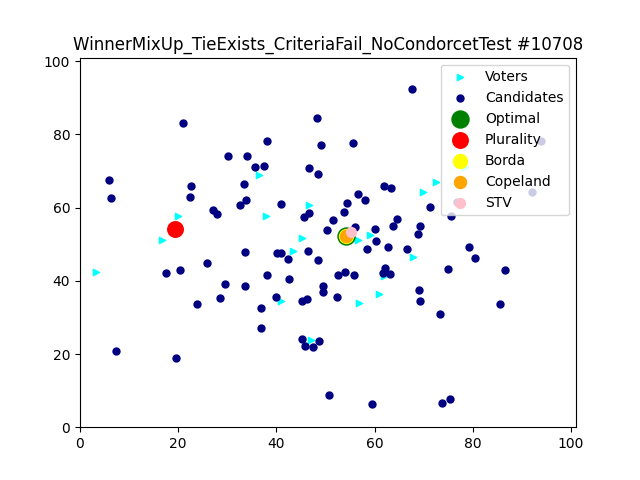 WinnerMixUp_TieExists_CriteriaFail_NoCondorcetTest #10708
100
80
60
40
20
0
0 20 40 60 80 100
Voters
Candidates
Optimal
Plurality
Borda
Copeland
STV